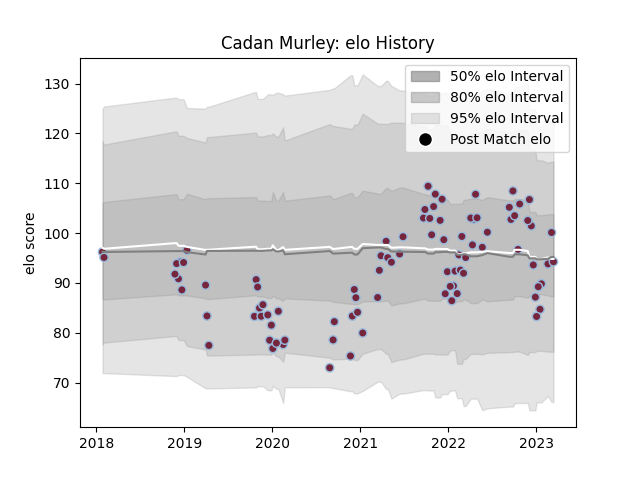 Cadan Murley: elo History
50% elo Interval
80% elo Interval
95% elo Interval
Post Match elo
elo score
130
120
110
100
90
80
70
2018
2019
2020
2021
2022
2023